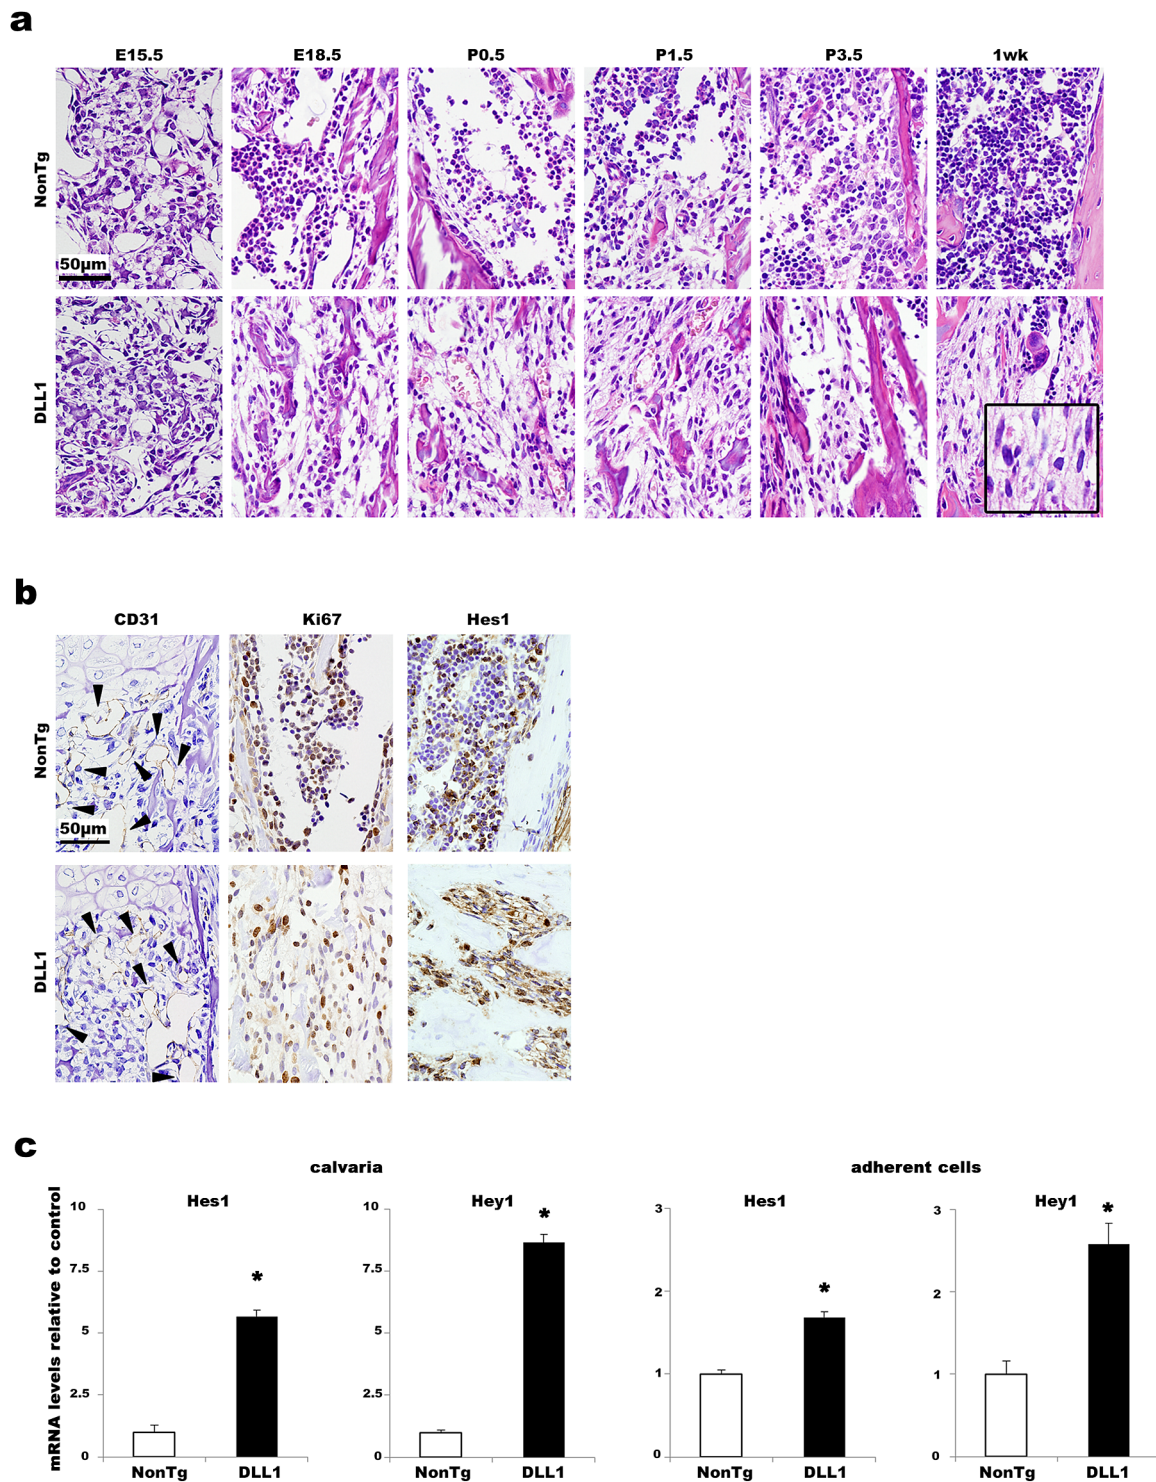 a
E15.5 E18.5 P0.5 P1.5 P3.5 1wk
NonTg
50µm
DLL1
b
CD31 Ki67 Hes1
NonTg
50µm
DLL1
c
calvaria adherent cells
mRNA levels relative to control
Hes1 Hey1 Hes1 Hey1
10 10 3 3
7.5 7.5
2 2
5 5
1 1
2.5 2.5
0 0 0 0
NonTg DLL1 NonTg DLL1 NonTg DLL1 NonTg DLL1
* * * *